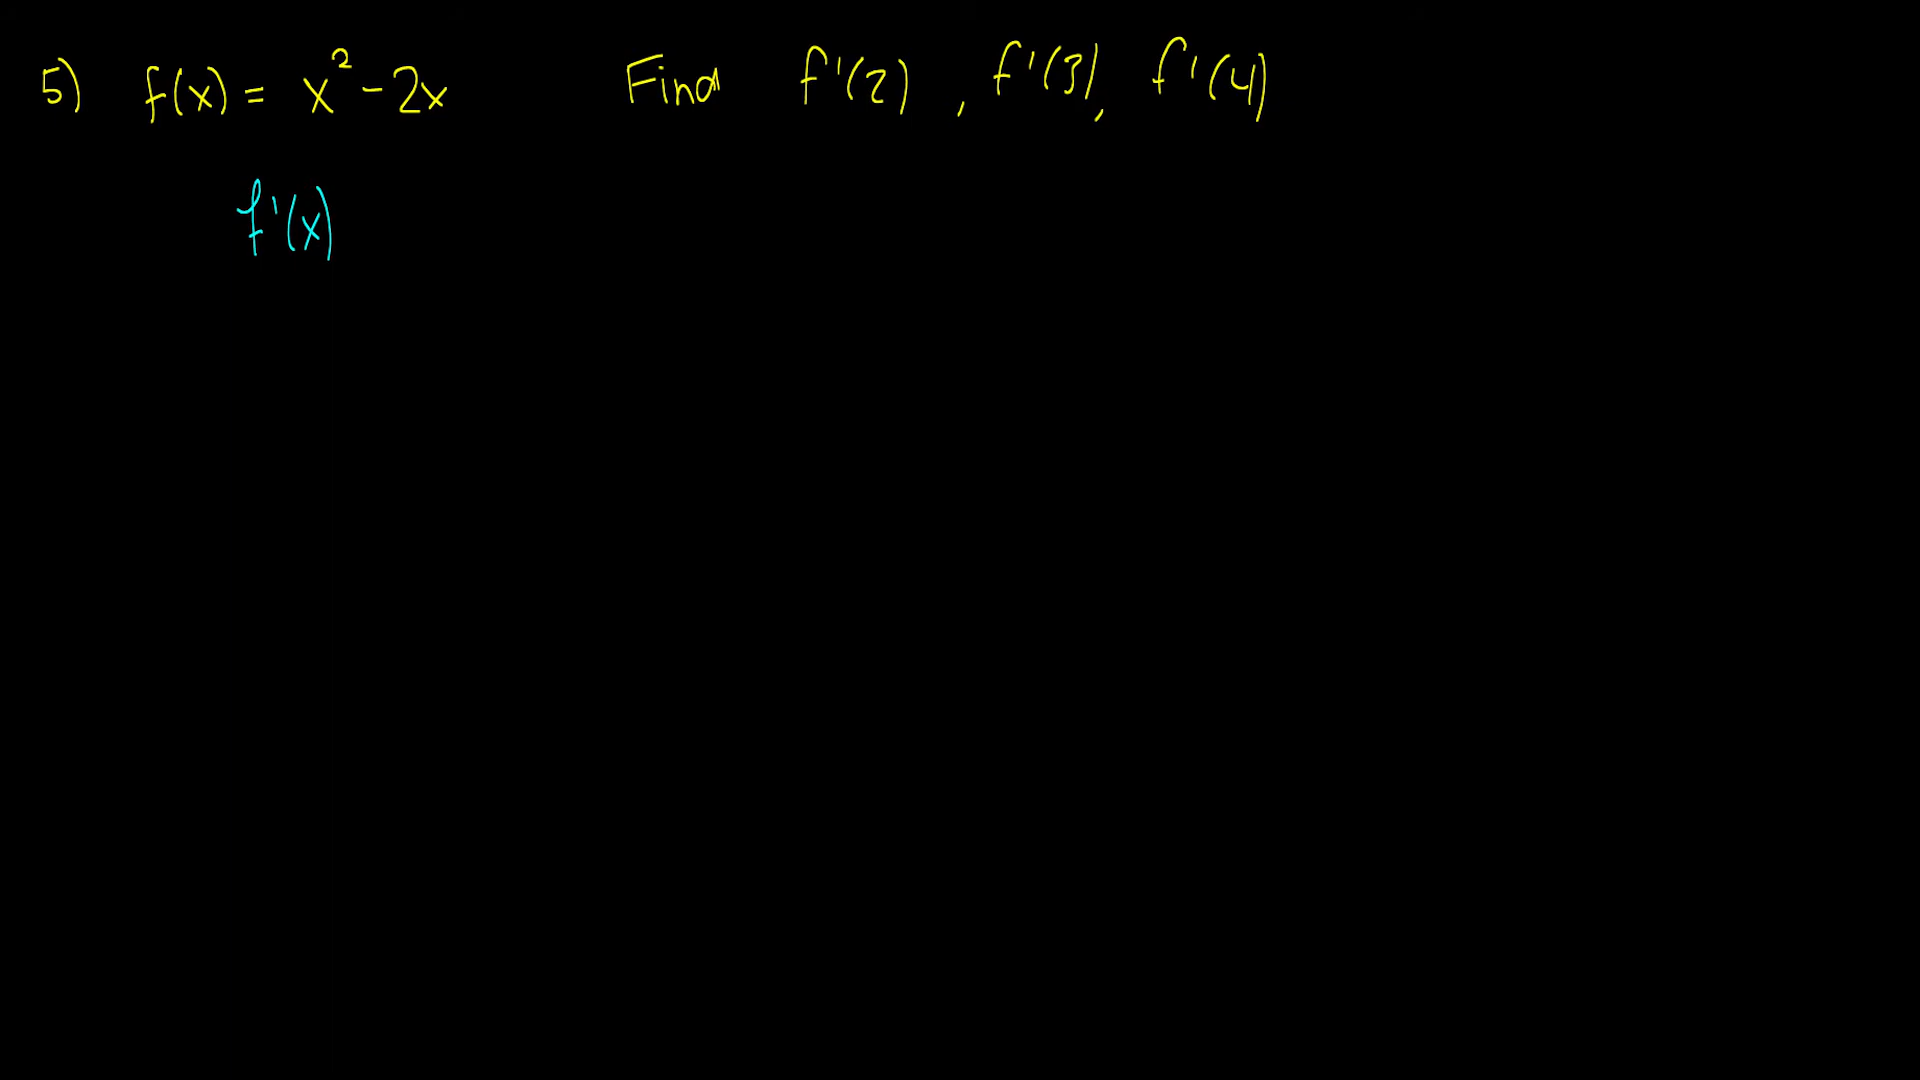 5) f(x) = x² - 2x Find f'(2) , f'(3), f'(4)
f'(x)